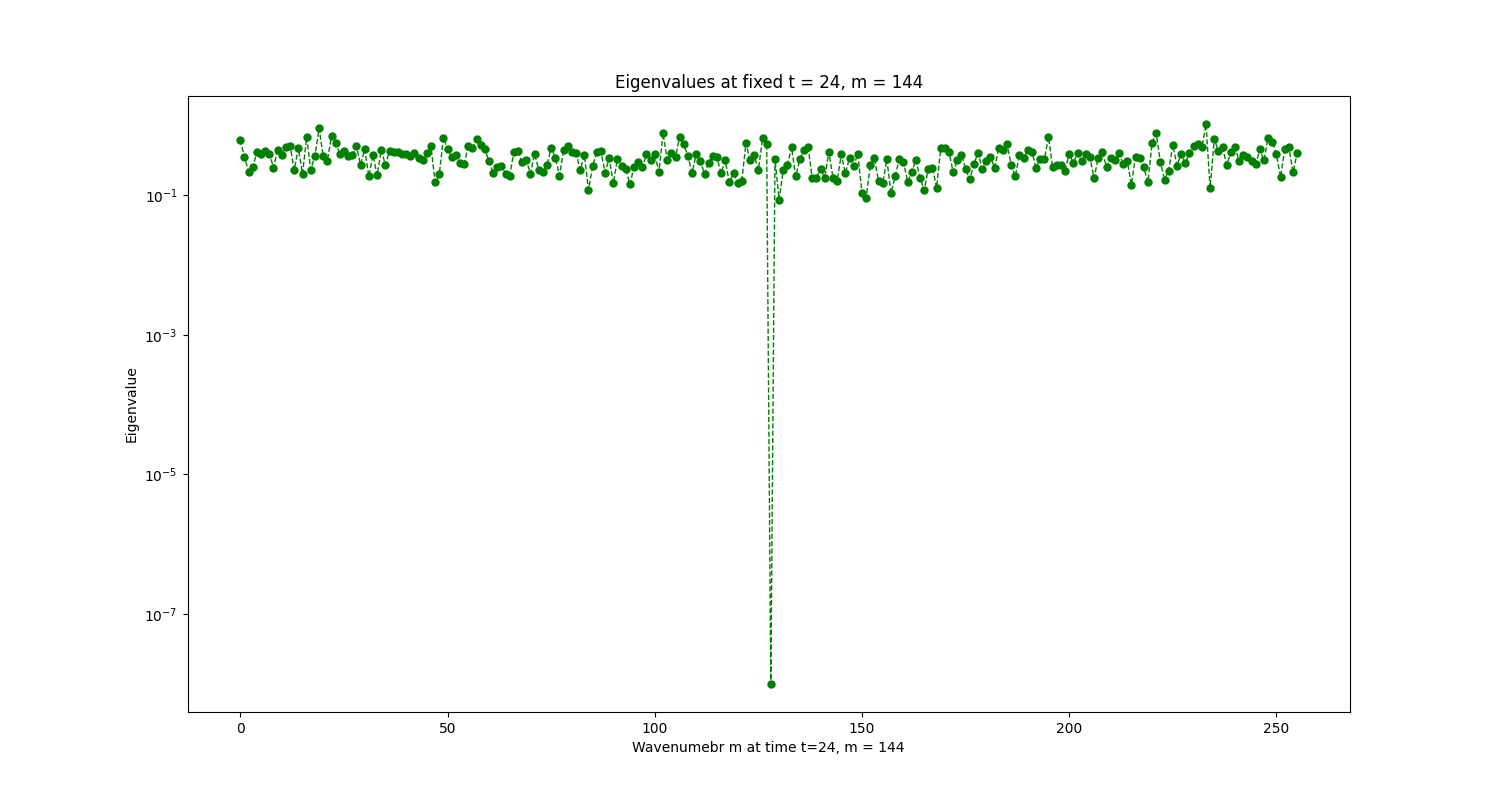 Eigenvalues at fixed t = 24, m = 144
10⁻¹
10⁻³
10⁻⁵
10⁻⁷
Eigenvalue
0 50 100 150 200 250
Wavenumebr m at time t=24, m = 144